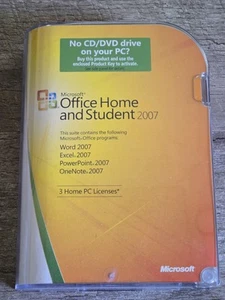 No CD/DVD drive
on your PC?
Buy this product and use the
enclosed Product Key to activate.
Microsoft®
Office Home
and Student 2007
This suite contains the following
Microsoft Office programs:
Word 2007
Excel® 2007
PowerPoint® 2007
OneNote® 2007
3 Home PC Licenses*
Microsoft